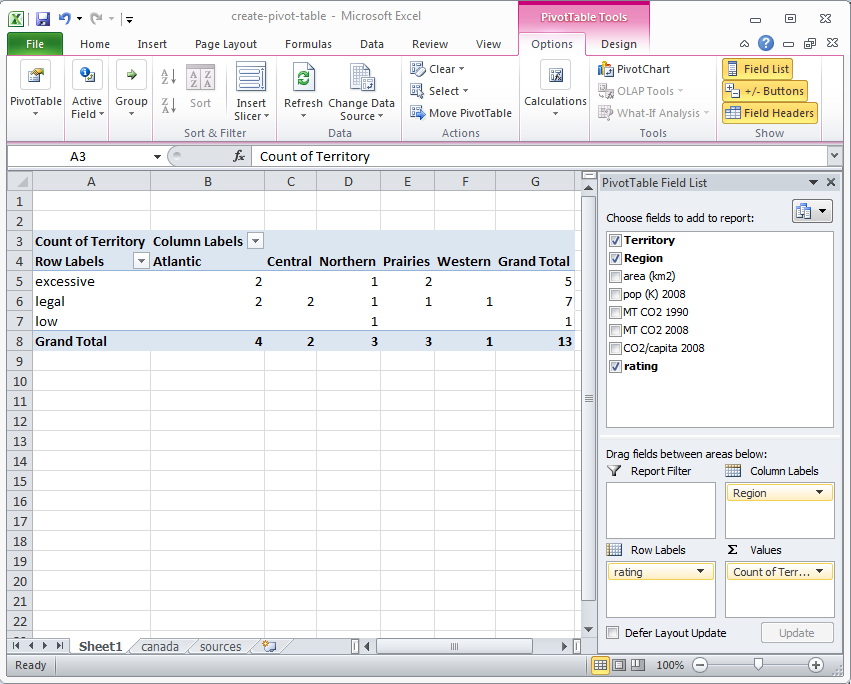 create-pivot-table - Microsoft Excel
PivotTable Tools
File Home Insert Page Layout Formulas Data Review View Options Design
PivotTable
Active Field
Group
Sort
Insert Slicer
Sort & Filter
Refresh
Change Data Source
Data
Clear
Select
Move PivotTable
Actions
Calculations
PivotChart
OLAP Tools
What-If Analysis
Tools
Field List
+/- Buttons
Field Headers
Show
A3 fx Count of Territory
A B C D E F G
1
2
3 Count of Territory Column Labels
4 Row Labels Atlantic Central Northern Prairies Western Grand Total
5 excessive 2 1 2 5
6 legal 2 2 1 1 1 7
7 low 1 1
8 Grand Total 4 2 3 3 1 13
9
10
11
12
13
14
15
16
17
18
19
20
21
22
PivotTable Field List
Choose fields to add to report:
Territory
Region
area (km2)
pop (K) 2008
MT CO2 1990
MT CO2 2008
CO2/capita 2008
rating
Drag fields between areas below:
Report Filter Column Labels
Region
Row Labels Σ Values
rating Count of Terr...
Defer Layout Update Update
Sheet1 canada sources
Ready 100%